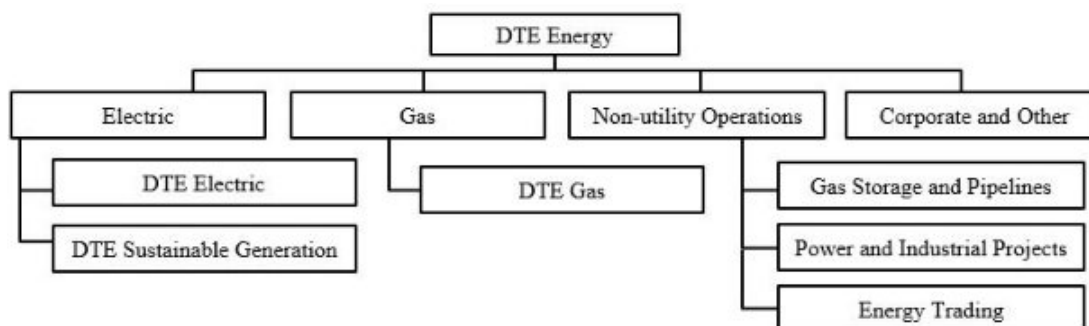 DTE Energy
Electric
Gas
Non-utility Operations
Corporate and Other
DTE Electric
DTE Gas
Gas Storage and Pipelines
DTE Sustainable Generation
Power and Industrial Projects
Energy Trading